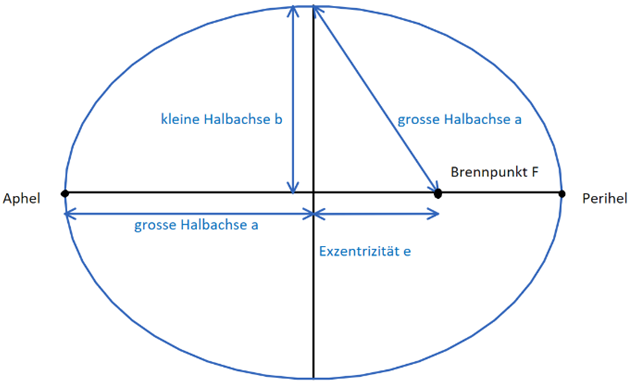 kleine Halbachse b
grosse Halbachse a
Brennpunkt F
Aphel
Perihel
grosse Halbachse a
Exzentrizität e